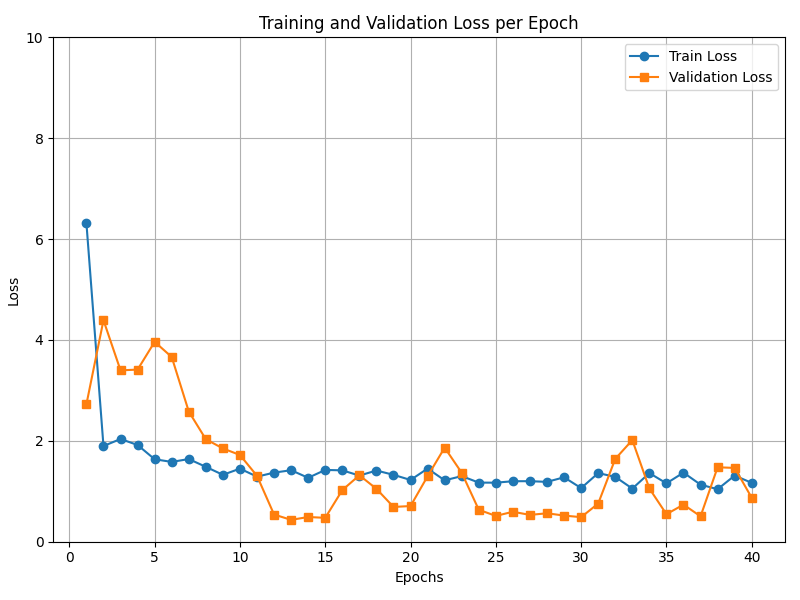 Training and Validation Loss per Epoch
Train Loss
Validation Loss
10
8
6
4
2
0
Loss
0 5 10 15 20 25 30 35 40
Epochs